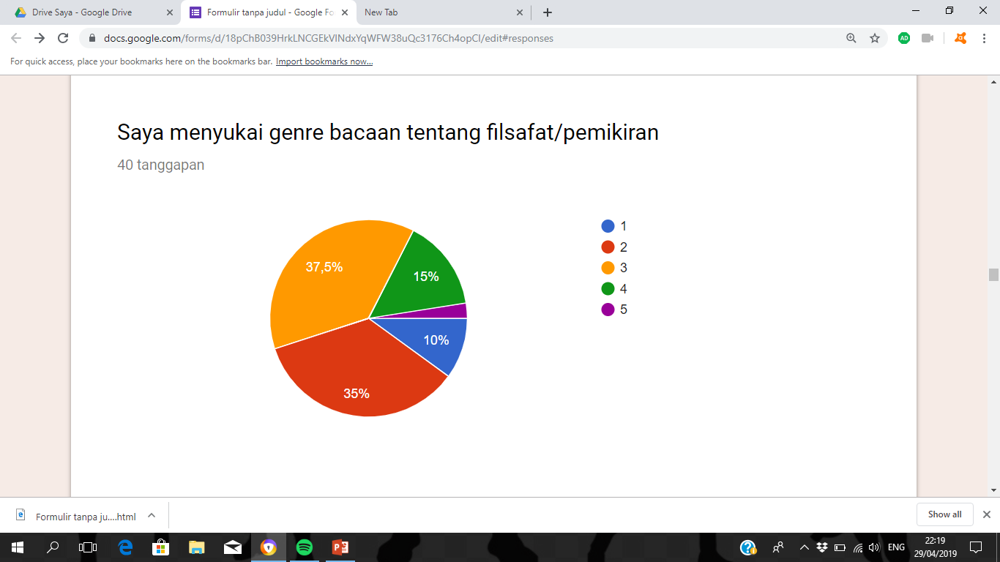 Drive Saya - Google Drive
Formulir tanpa judul - Google Fo
New Tab
docs.google.com/forms/d/18pChB039HrkLNCGEkVINdxYqWFW38uQc3176Ch4opCI/edit#responses
AD
For quick access, place your bookmarks here on the bookmarks bar. Import bookmarks now...
Saya menyukai genre bacaan tentang filsafat/pemikiran
40 tanggapan
37,5%
15%
10%
35%
1
2
3
4
5
Formulir tanpa ju....html
Show all
ENG
22:19
29/04/2019